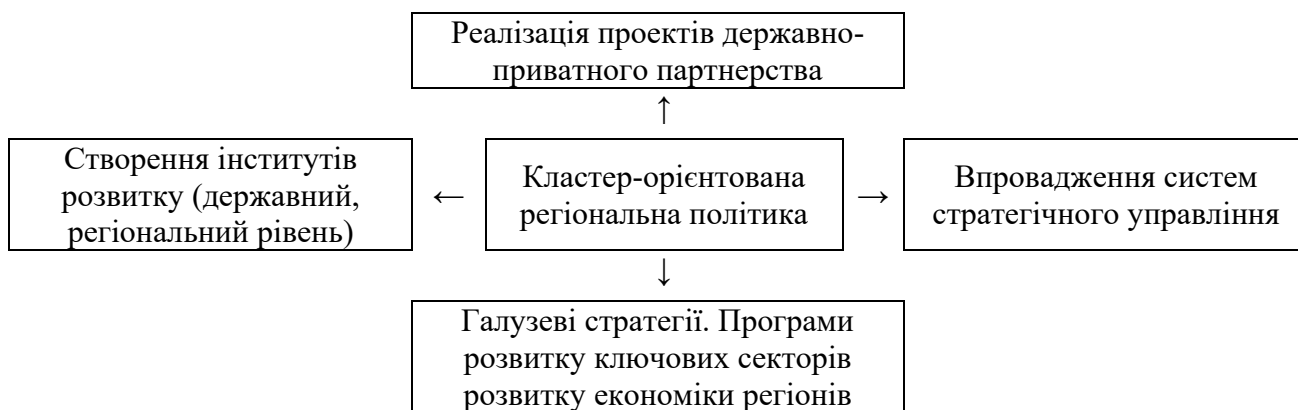 Реалізація проектів державно-
приватного партнерства
↑
Створення інститутів
розвитку (державний,
регіональний рівень)
←
Кластер-орієнтована
регіональна політика
→
Впровадження систем
стратегічного управління
↓
Галузеві стратегії. Програми
розвитку ключових секторів
розвитку економіки регіонів